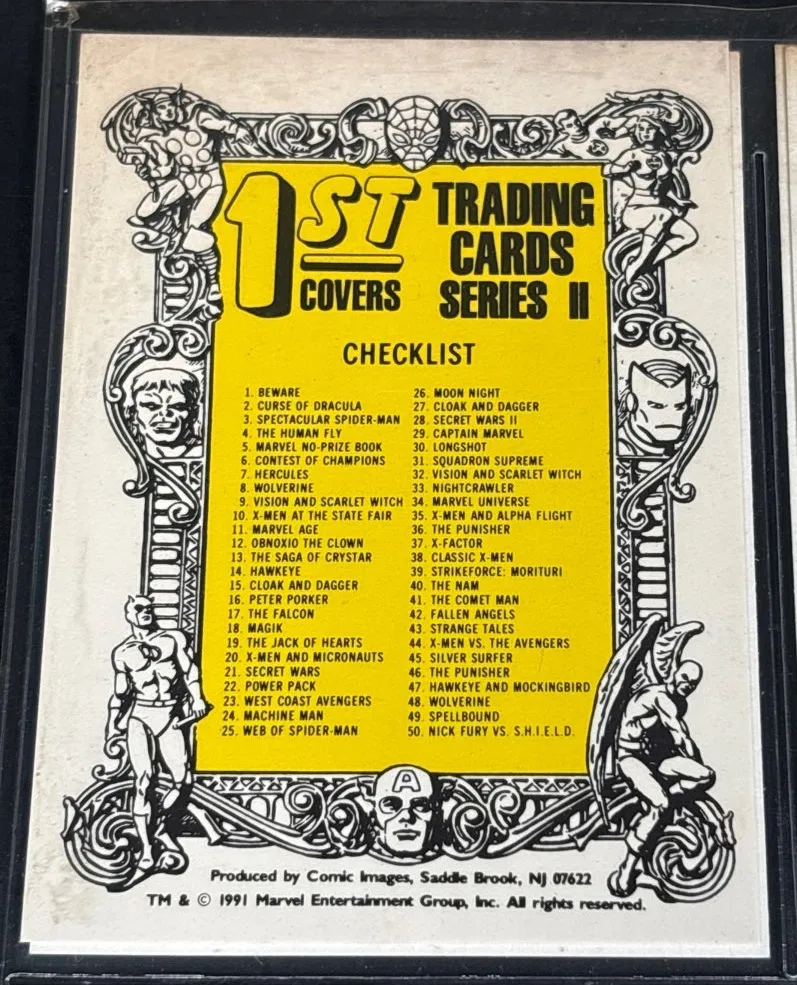 1ST
COVERS
TRADING
CARDS
SERIES II
CHECKLIST
1. BEWARE
2. CURSE OF DRACULA
3. SPECTACULAR SPIDER-MAN
4. THE HUMAN FLY
5. MARVEL NO-PRIZE BOOK
6. CONTEST OF CHAMPIONS
7. HERCULES
8. WOLVERINE
9. VISION AND SCARLET WITCH
10. X-MEN AT THE STATE FAIR
11. MARVEL AGE
12. OBNOXIO THE CLOWN
13. THE SAGA OF CRYSTAR
14. HAWKEYE
15. CLOAK AND DAGGER
16. PETER PORKER
17. THE FALCON
18. MAGIK
19. THE JACK OF HEARTS
20. X-MEN AND MICRONAUTS
21. SECRET WARS
22. POWER PACK
23. WEST COAST AVENGERS
24. MACHINE MAN
25. WEB OF SPIDER-MAN
26. MOON NIGHT
27. CLOAK AND DAGGER
28. SECRET WARS II
29. CAPTAIN MARVEL
30. LONGSHOT
31. SQUADRON SUPREME
32. VISION AND SCARLET WITCH
33. NIGHTCRAWLER
34. MARVEL UNIVERSE
35. X-MEN AND ALPHA FLIGHT
36. THE PUNISHER
37. X-FACTOR
38. CLASSIC X-MEN
39. STRIKEFORCE: MORITURI
40. THE NAM
41. THE COMET MAN
42. FALLEN ANGELS
43. STRANGE TALES
44. X-MEN VS. THE AVENGERS
45. SILVER SURFER
46. THE PUNISHER
47. HAWKEYE AND MOCKINGBIRD
48. WOLVERINE
49. SPELLBOUND
50. NICK FURY VS. S.H.I.E.L.D.
A
Produced by Comic Images, Saddle Brook, NJ 07622
TM & © 1991 Marvel Entertainment Group, Inc. All rights reserved.